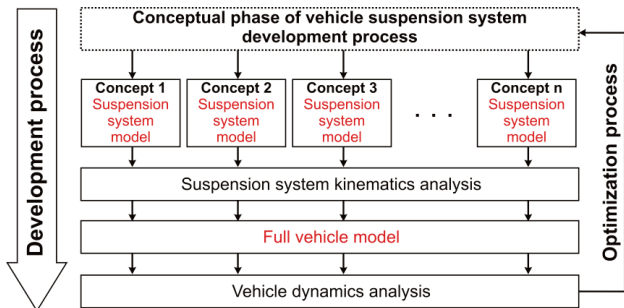 Development process
Conceptual phase of vehicle suspension system
development process
Concept 1
Suspension
system
model
Concept 2
Suspension
system
model
Concept 3
Suspension
system
model
. . .
Concept n
Suspension
system
model
Suspension system kinematics analysis
Full vehicle model
Vehicle dynamics analysis
Optimization process